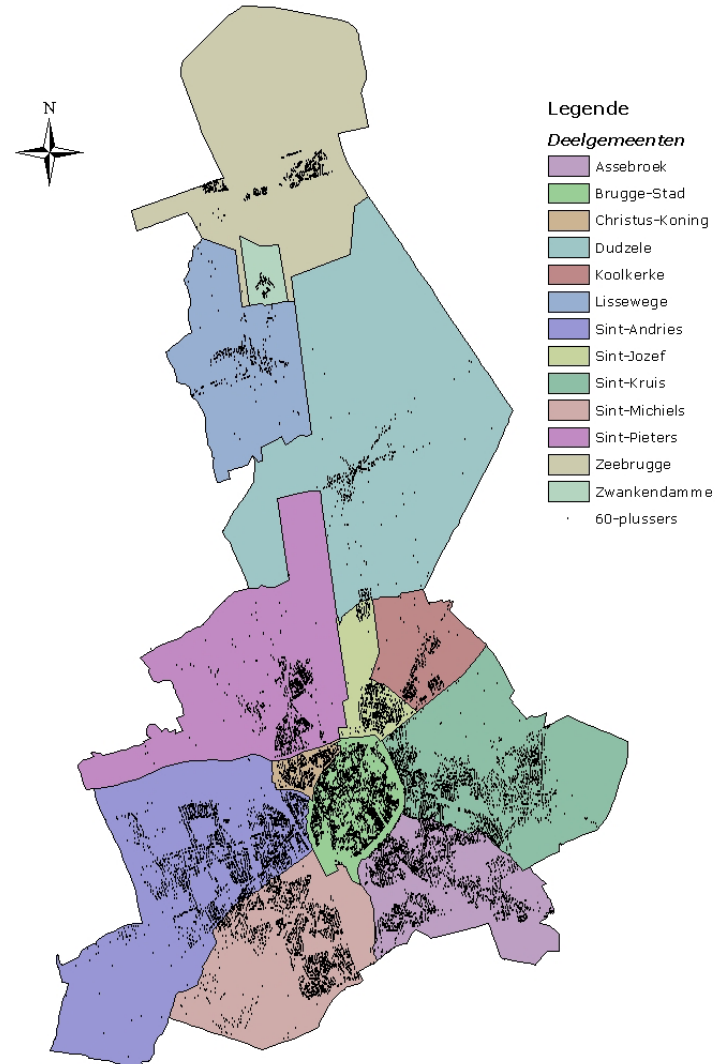 N
Legende
Deelgemeenten
Assebroek
Brugge-Stad
Christus-Koning
Dudzele
Koolkerke
Lissewege
Sint-Andries
Sint-Jozef
Sint-Kruis
Sint-Michiels
Sint-Pieters
Zeebrugge
Zwankendamme
60-plussers